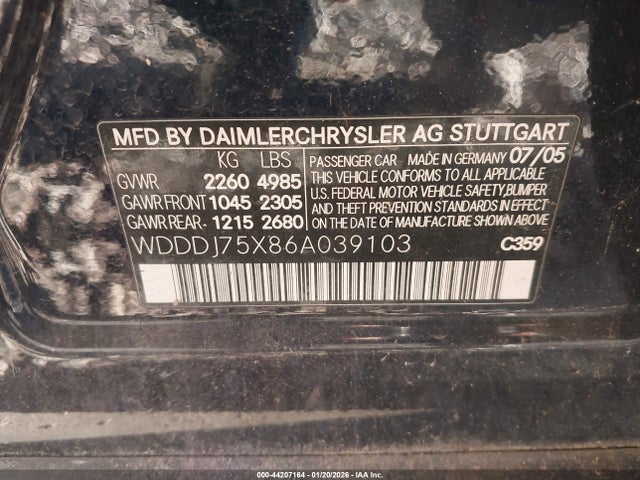 MFD BY DAIMLERCHRYSLER AG STUTTGART
KG LBS
GVWR 2260 4985
GAWR FRONT 1045 2305
GAWR REAR 1215 2680
PASSENGER CAR MADE IN GERMANY 07/05
THIS VEHICLE CONFORMS TO ALL APPLICABLE
U.S. FEDERAL MOTOR VEHICLE SAFETY, BUMPER
AND THEFT PREVENTION STANDARDS IN EFFECT
ON THE DATE OF MANUFACTURE SHOWN ABOVE
WDDDJ75X86A039103 C359
000-44207164 - 01/20/2026 - IAA Inc.